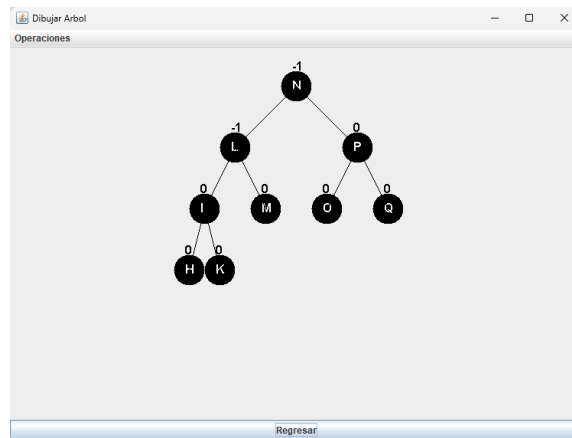 Dibujar Arbol
Operaciones
-1
N
-1 0
L P
0 0 0 0
I M O Q
0 0
H K
Regresar